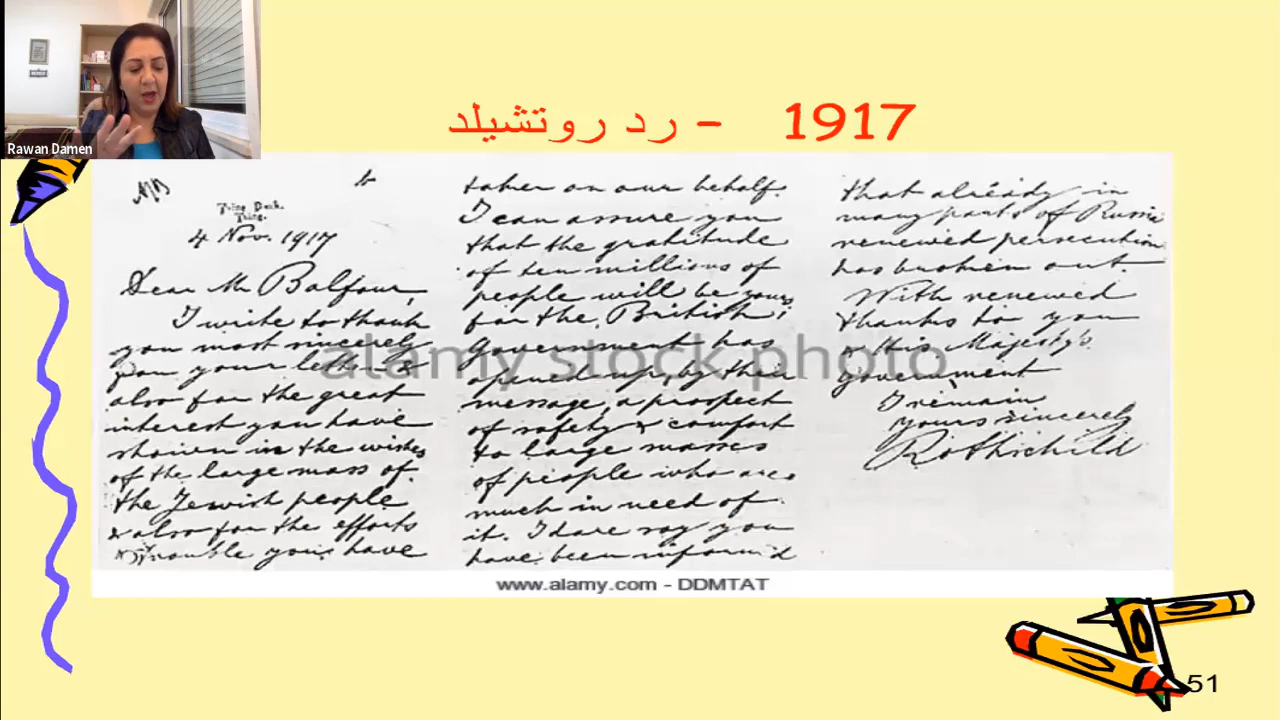 Rawan Damen
1917 - رد روتشيلد
Tring Park,
Tring.
4 Nov. 1917
Dear Mr Balfour,
I write to thank
you most sincerely
your letter &
also for the great
interest you have
shown in the wishes
of the large mass of
the Jewish people
& also for the efforts
& trouble you have
taken on our behalf.
I can assure you
that the gratitude
of ten millions of
people will be yours
for the British
Government has
opened up, by their
message, a prospect
of safety & comfort
to large masses
of people who are
much in need of
it. I dare say you
have been informed
that already in
many parts of Russia
renewed persecution
has broken out.
With renewed
thanks to you
& His Majesty's
government
I remain
yours sincerely
Rothschild
alamy stock photo
www.alamy.com - DDMTAT
51